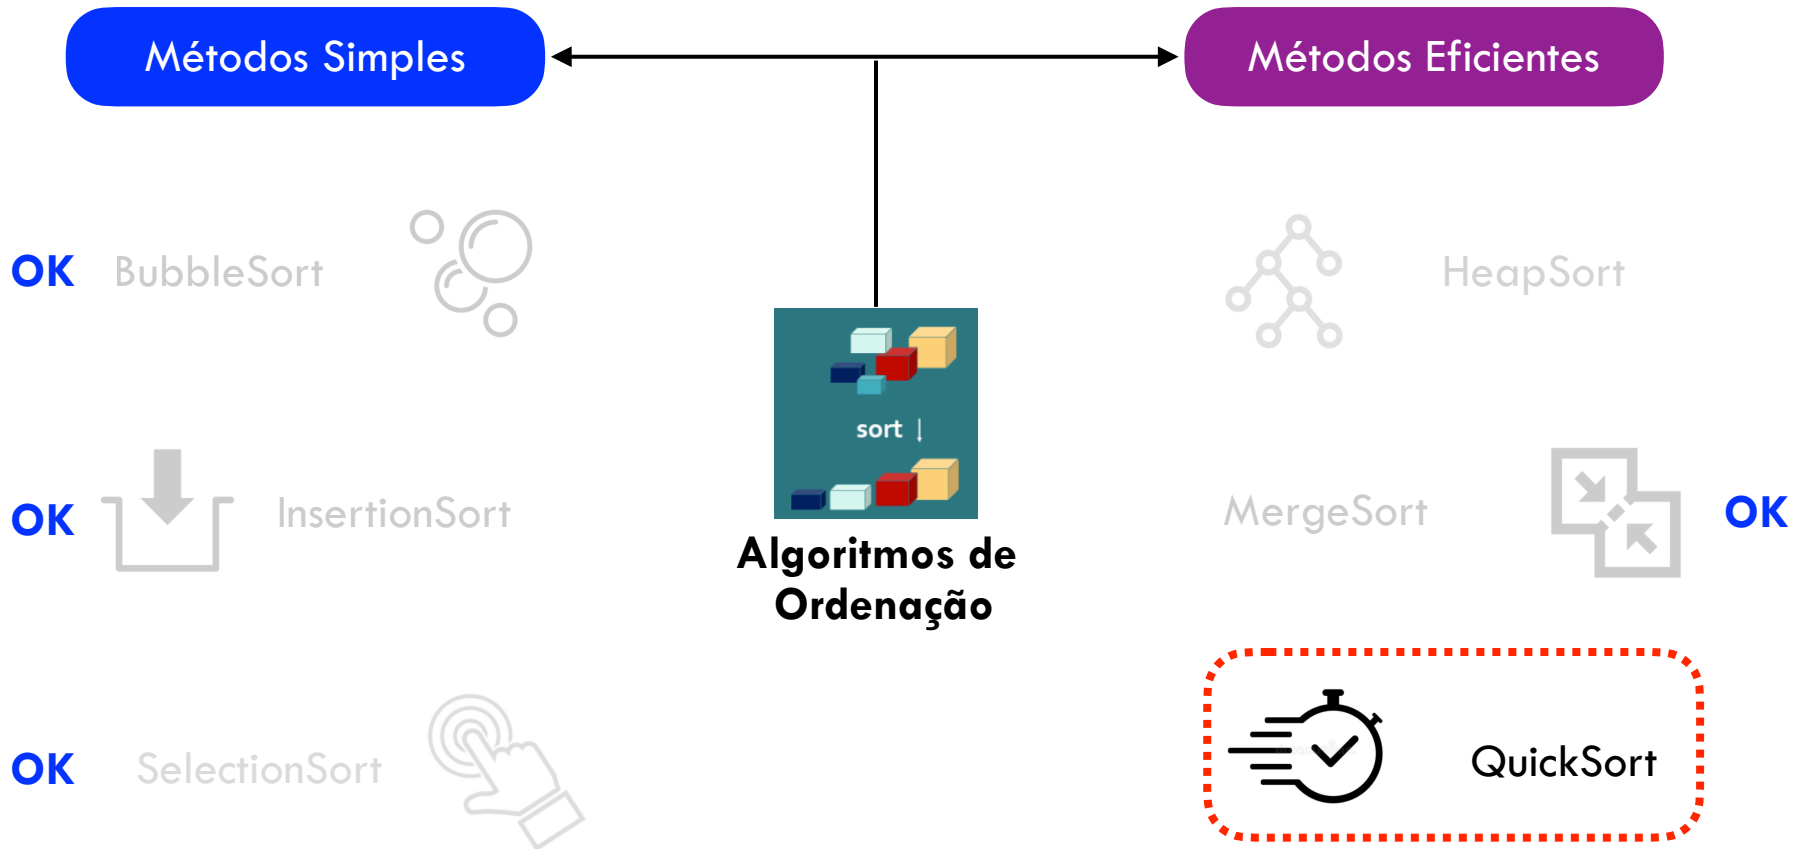 Métodos Simples
Métodos Eficientes
OK BubbleSort
HeapSort
sort
OK InsertionSort
MergeSort OK
Algoritmos de
Ordenação
OK SelectionSort
QuickSort